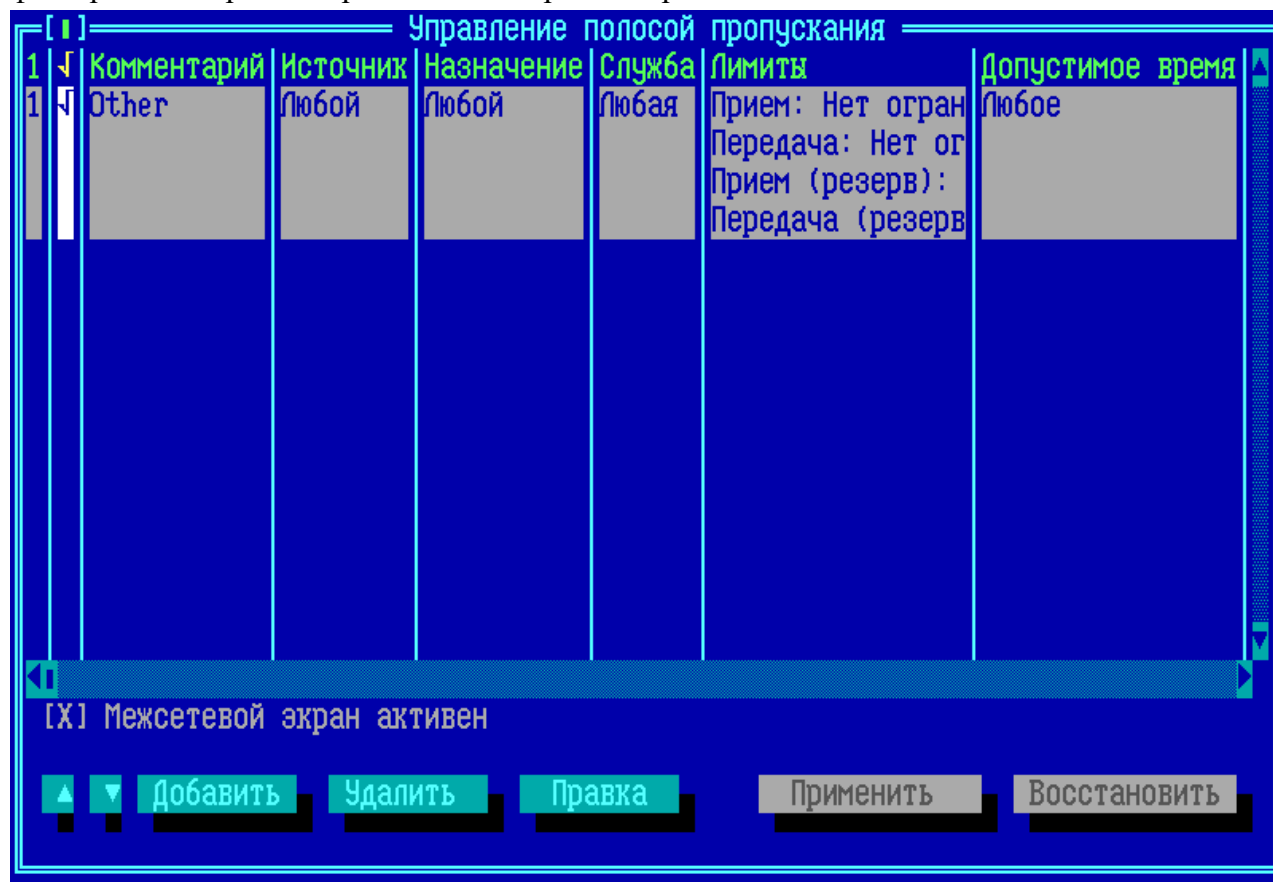 [▮] Управление полосой пропускания
1 √ Комментарий Источник Назначение Служба Лимиты Допустимое время
1 √ Other Любой Любой Любая Прием: Нет огран Любое
Передача: Нет ог
Прием (резерв):
Передача (резерв
[X] Межсетевой экран активен
▲ ▼ Добавить Удалить Правка Применить Восстановить